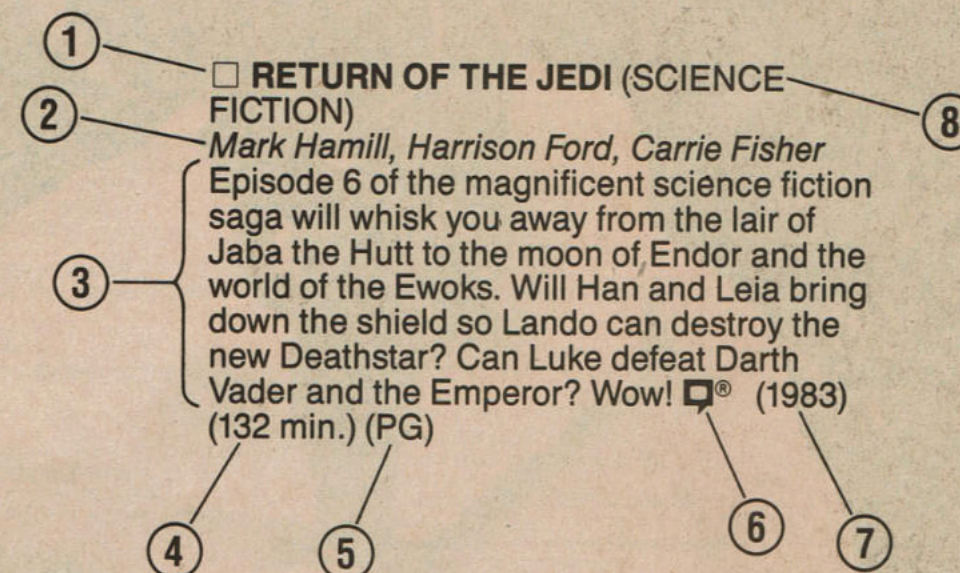 1
□ RETURN OF THE JEDI (SCIENCE
8
FICTION)
2
Mark Hamill, Harrison Ford, Carrie Fisher
Episode 6 of the magnificent science fiction
saga will whisk you away from the lair of
Jaba the Hutt to the moon of Endor and the
3
world of the Ewoks. Will Han and Leia bring
down the shield so Lando can destroy the
new Deathstar? Can Luke defeat Darth
Vader and the Emperor? Wow! ® (1983)
(132 min.) (PG)
4 5 6 7